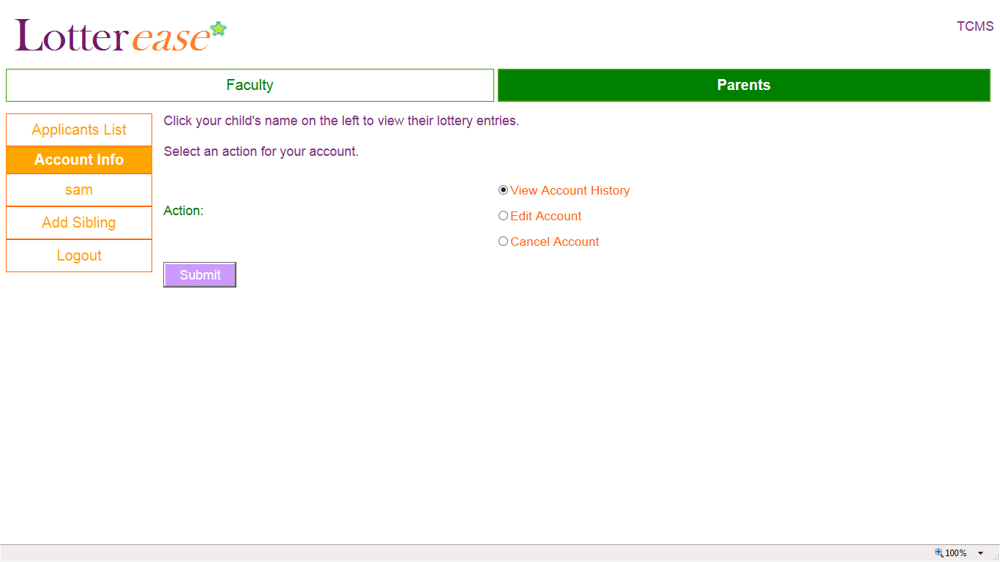 Lotterease
TCMS
Faculty
Parents
Applicants List
Account Info
sam
Add Sibling
Logout
Click your child's name on the left to view their lottery entries.
Select an action for your account.
Action:
View Account History
Edit Account
Cancel Account
Submit
100%